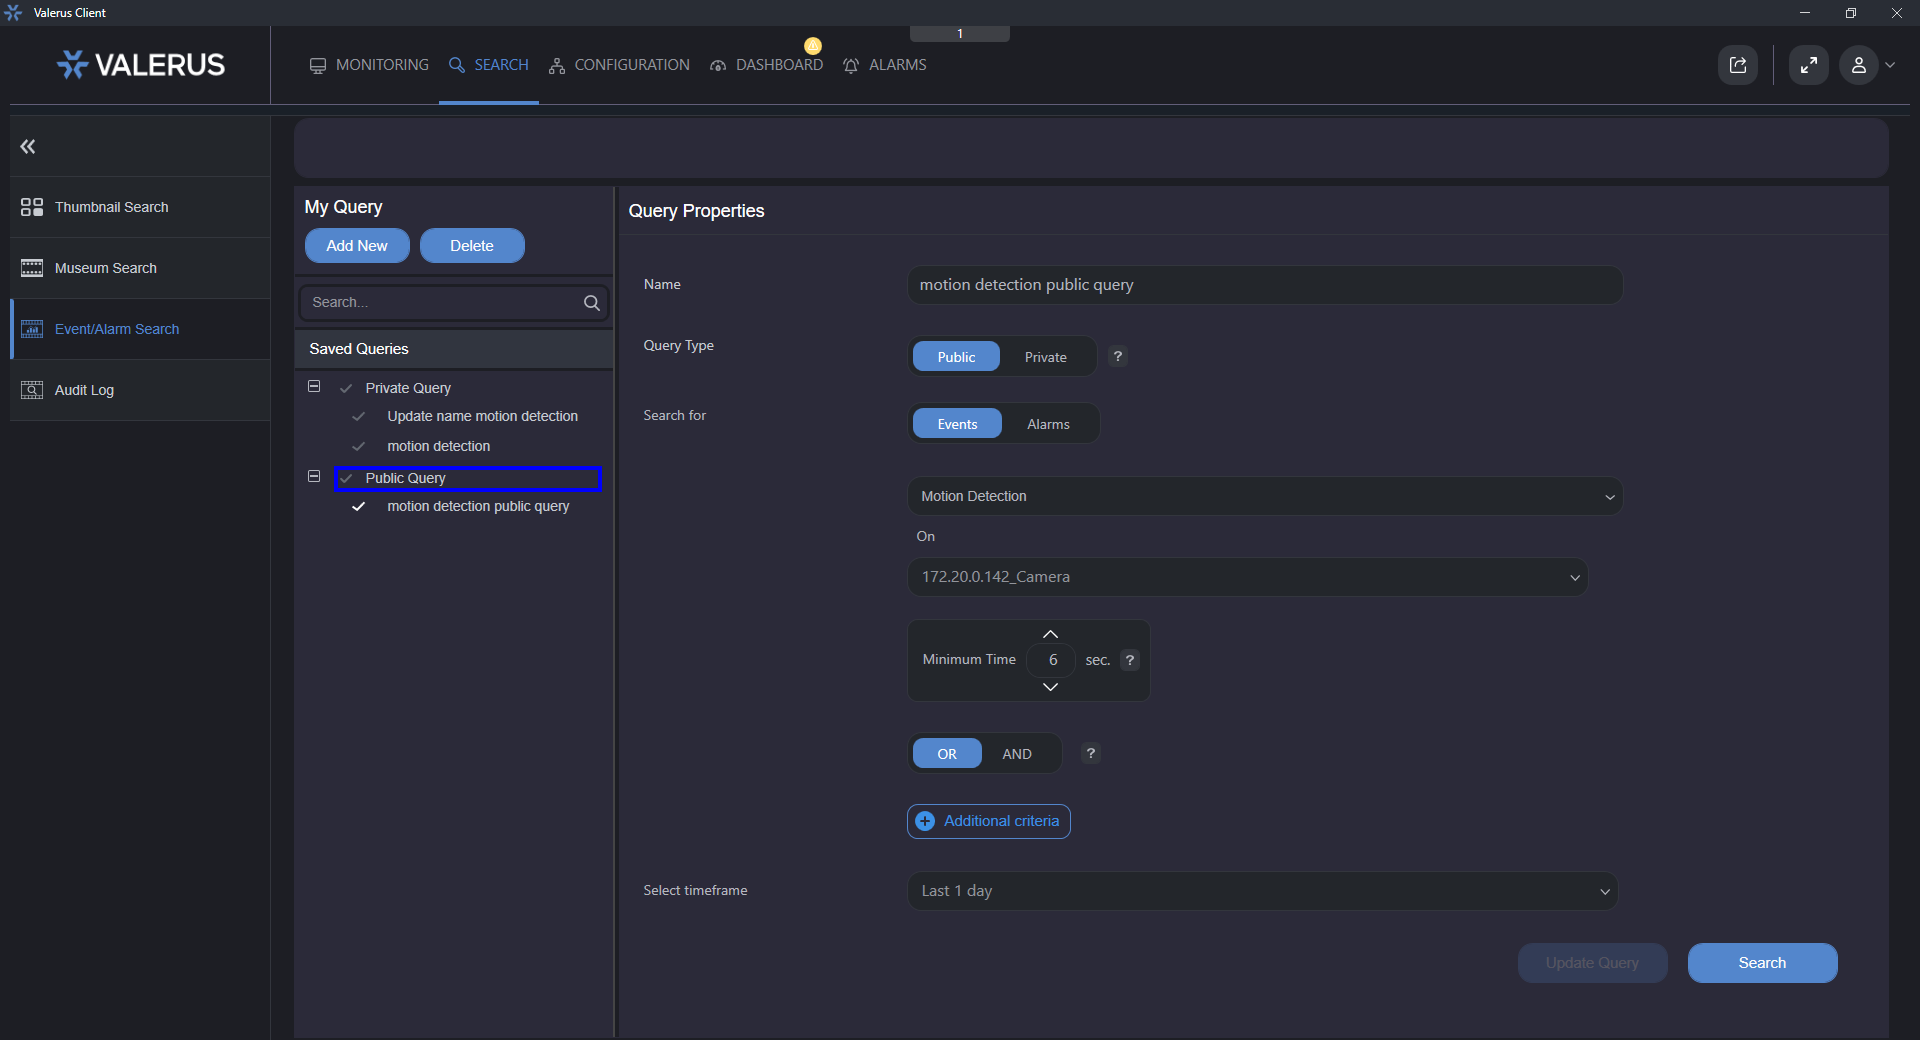 Valerus Client
1
VALERUS
MONITORING
SEARCH
CONFIGURATION
DASHBOARD
ALARMS
Thumbnail Search
Museum Search
Event/Alarm Search
Audit Log
My Query
Add New
Delete
Search...
Saved Queries
Private Query
Update name motion detection
motion detection
Public Query
motion detection public query
Query Properties
Name
motion detection public query
Query Type
Public
Private
?
Search for
Events
Alarms
Motion Detection
On
172.20.0.142_Camera
Minimum Time
6
sec.
?
OR
AND
?
Additional criteria
Select timeframe
Last 1 day
Update Query
Search